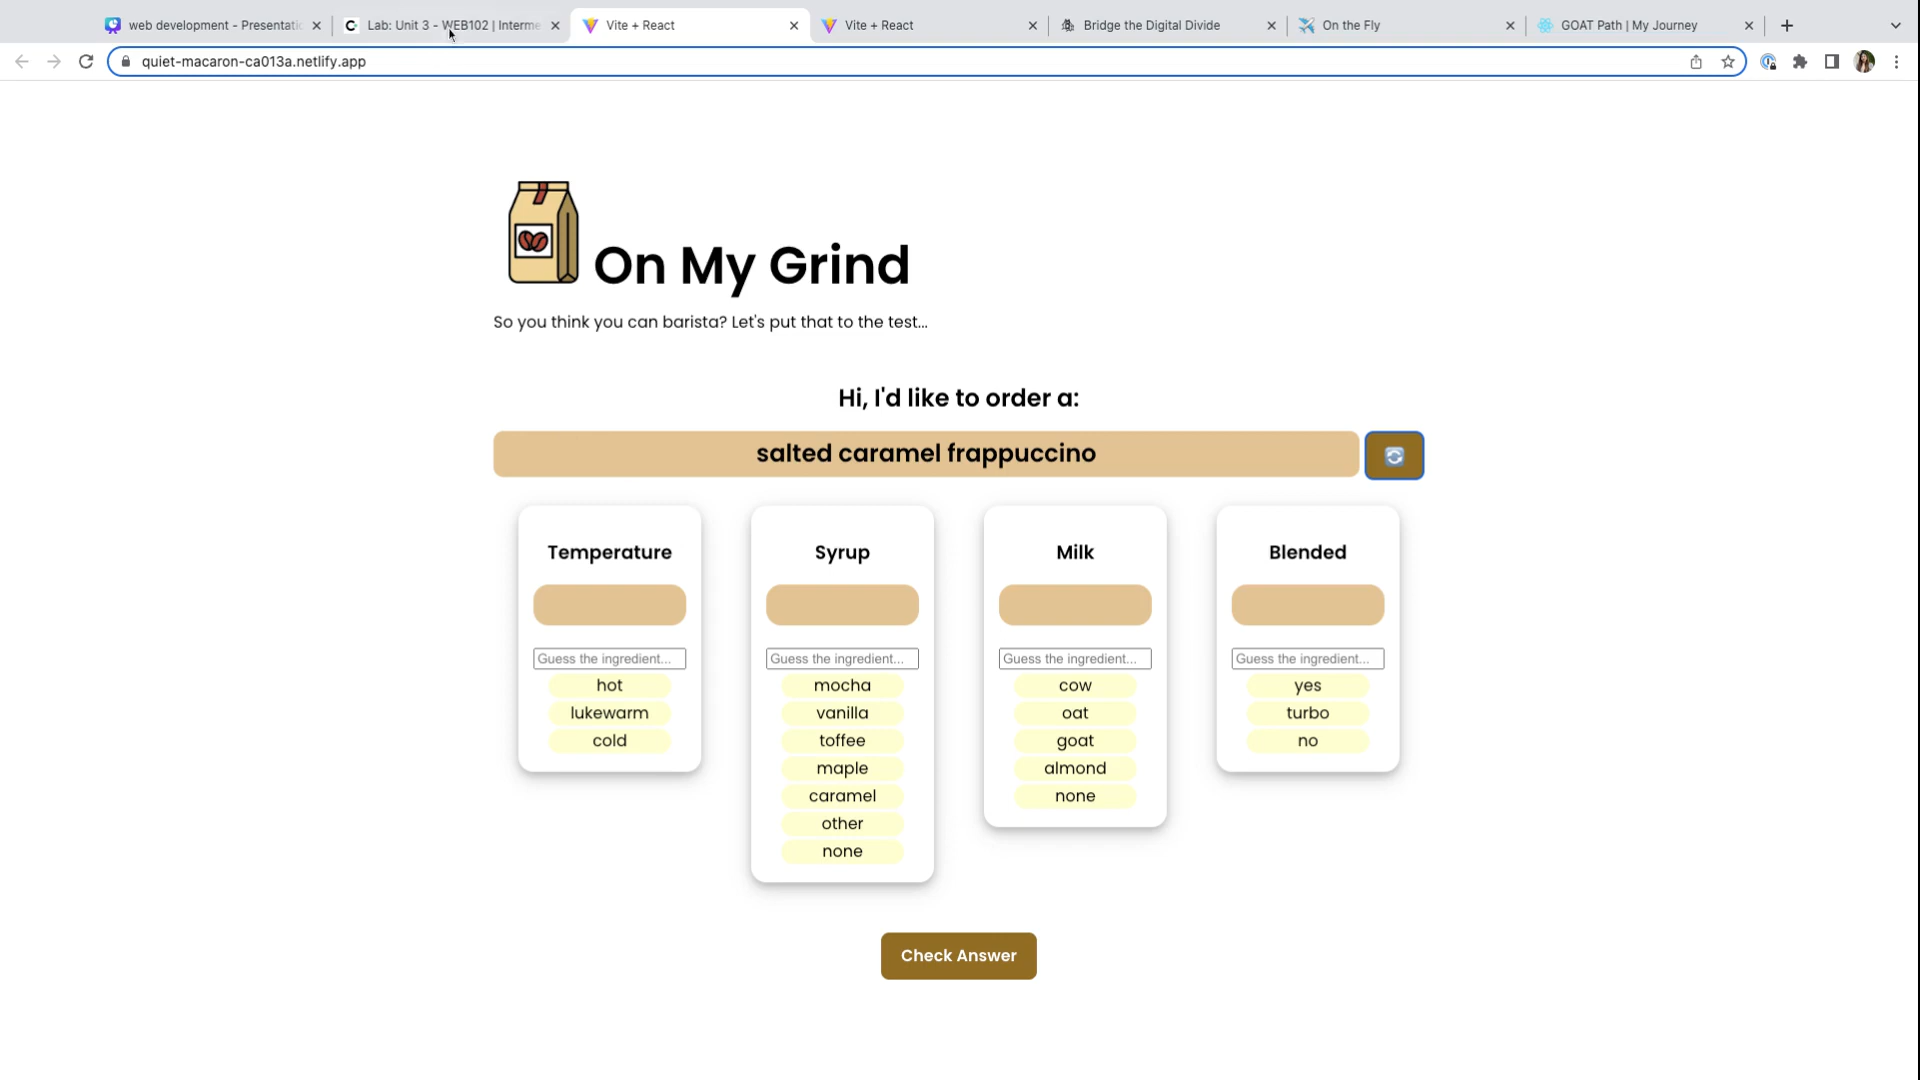 web development - Presentatio
Lab: Unit 3 - WEB102 | Interme
Vite + React
Vite + React
Bridge the Digital Divide
On the Fly
GOAT Path | My Journey
quiet-macaron-ca013a.netlify.app
On My Grind
So you think you can barista? Let's put that to the test...
Hi, I'd like to order a:
salted caramel frappuccino
Temperature
Guess the ingredient...
hot
lukewarm
cold
Syrup
Guess the ingredient...
mocha
vanilla
toffee
maple
caramel
other
none
Milk
Guess the ingredient...
cow
oat
goat
almond
none
Blended
Guess the ingredient...
yes
turbo
no
Check Answer